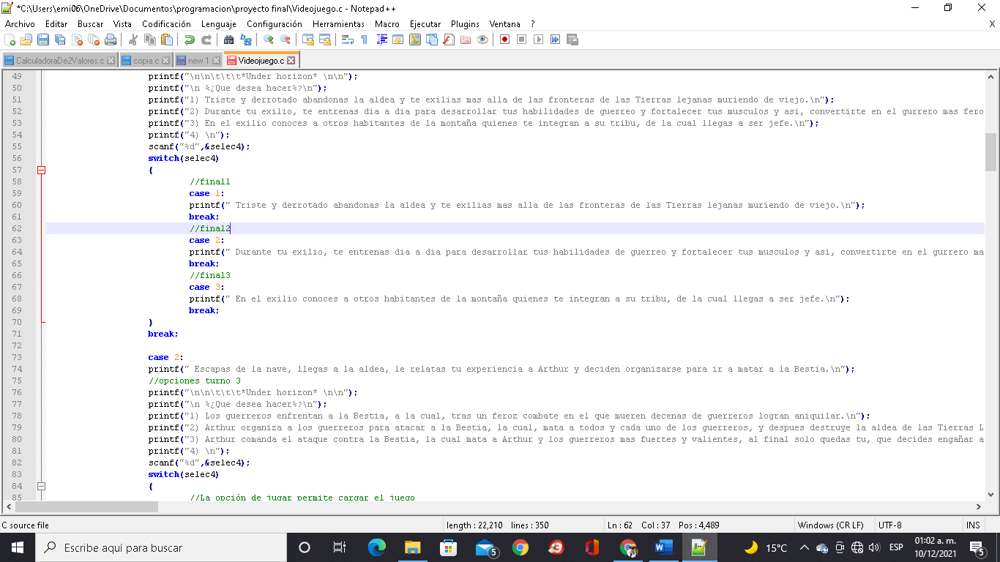 *C:\Users\emi06\OneDrive\Documentos\programacion\proyecto final\Videojuego.c - Notepad++
Archivo Editar Buscar Vista Codificación Lenguaje Configuración Herramientas Macro Ejecutar Plugins Ventana ? X
CalculadoraDe2Valores.c copia.c new 1 Videojuego.c
49 printf("\n\n\t\t\t*Under horizon* \n\n");
50 printf("\n %¿Que desea hacer%?\n");
51 printf("1) Triste y derrotado abandonas la aldea y te exilias mas alla de las fronteras de las Tierras lejanas muriendo de viejo.\n");
52 printf("2) Durante tu exilio, te entrenas dia a dia para desarrollar tus habilidades de guerreo y fortalecer tus musculos y asi, convertirte en el gurrero mas fero
53 printf("3) En el exilio conoces a otros habitantes de la montaña quienes te integran a su tribu, de la cual llegas a ser jefe.\n");
54 printf("4) \n");
55 scanf("%d",&selec4);
56 switch(selec4)
57 {
58 //final1
59 case 1:
60 printf(" Triste y derrotado abandonas la aldea y te exilias mas alla de las fronteras de las Tierras lejanas muriendo de viejo.\n");
61 break;
62 //final2
63 case 2:
64 printf(" Durante tu exilio, te entrenas dia a dia para desarrollar tus habilidades de guerreo y fortalecer tus musculos y asi, convertirte en el gurrero ma
65 break;
66 //final3
67 case 3:
68 printf(" En el exilio conoces a otros habitantes de la montaña quienes te integran a su tribu, de la cual llegas a ser jefe.\n");
69 break;
70 }
71 break;
72
73 case 2:
74 printf(" Escapas de la nave, llegas a la aldea, le relatas tu experiencia a Arthur y deciden organizarse para ir a matar a la Bestia.\n");
75 //opciones turno 3
76 printf("\n\n\t\t\t*Under horizon* \n\n");
77 printf("\n %¿Que desea hacer%?\n");
78 printf("1) Los guerreros enfrentan a la Bestia, a la cual, tras un feroz combate en el que mueren decenas de guerreros logran aniquilar.\n");
79 printf("2) Arthur organiza a los guerreros para atacar a la Bestia, la cual, mata a todos y cada uno de los guerreros, y despues destruye la aldea de las Tierras L
80 printf("3) Arthur comanda el ataque contra la Bestia, la cual mata a Arthur y los guerreros mas fuertes y valientes, al final solo quedas tu, que decides engañar a
81 printf("4) \n");
82 scanf("%d",&selec4);
83 switch(selec4)
84 {
85 //La opción de jugar permite cargar el juego
C source file length : 22,210 lines : 350 Ln : 62 Col : 37 Pos : 4,489 Windows (CR LF) UTF-8 INS
Escribe aquí para buscar 5 15°C ESP 01:02 a. m. 5
10/12/2021